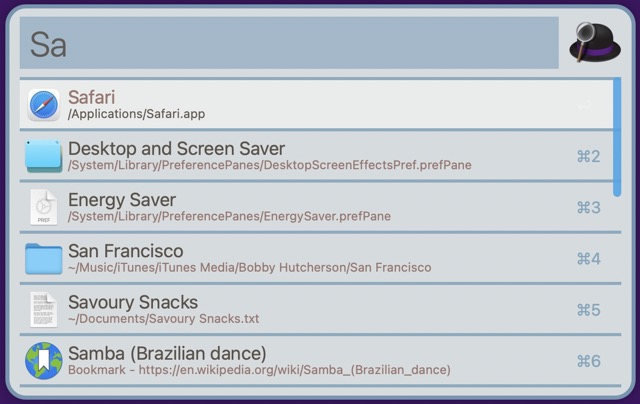 Sa
Safari
/Applications/Safari.app
Desktop and Screen Saver
/System/Library/PreferencePanes/DesktopScreenEffectsPref.prefPane
⌘2
PREF
Energy Saver
/System/Library/PreferencePanes/EnergySaver.prefPane
⌘3
San Francisco
~/Music/iTunes/iTunes Media/Bobby Hutcherson/San Francisco
⌘4
Savoury Snacks
~/Documents/Savoury Snacks.txt
⌘5
Samba (Brazilian dance)
Bookmark - https://en.wikipedia.org/wiki/Samba_(Brazilian_dance)
⌘6